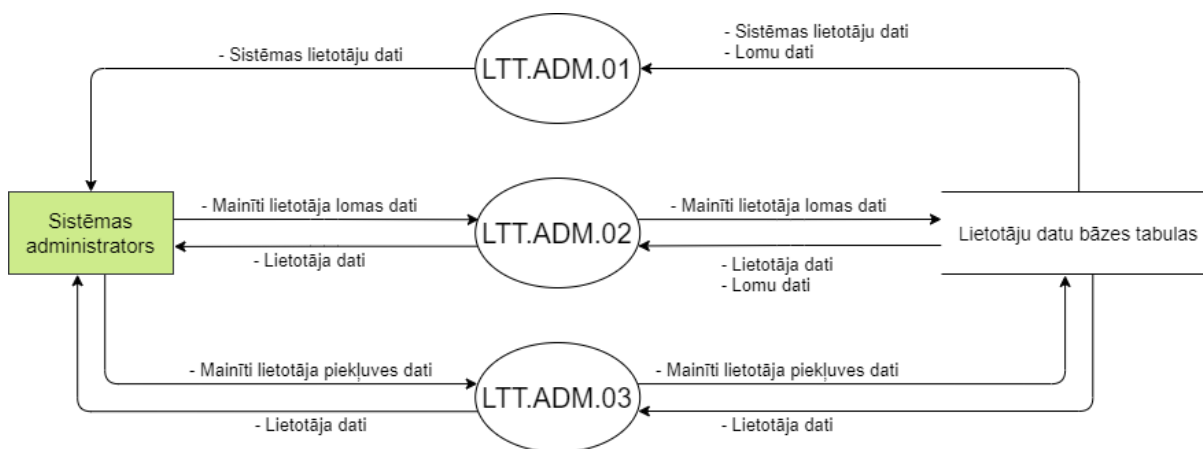 - Sistēmas lietotāju dati
LTT.ADM.01
- Sistēmas lietotāju dati
- Lomu dati
Sistēmas
administrators
- Mainīti lietotāja lomas dati
- Lietotāja dati
LTT.ADM.02
- Mainīti lietotāja lomas dati
- Lietotāja dati
- Lomu dati
Lietotāju datu bāzes tabulas
- Mainīti lietotāja piekļuves dati
- Lietotāja dati
LTT.ADM.03
- Mainīti lietotāja piekļuves dati
- Lietotāja dati